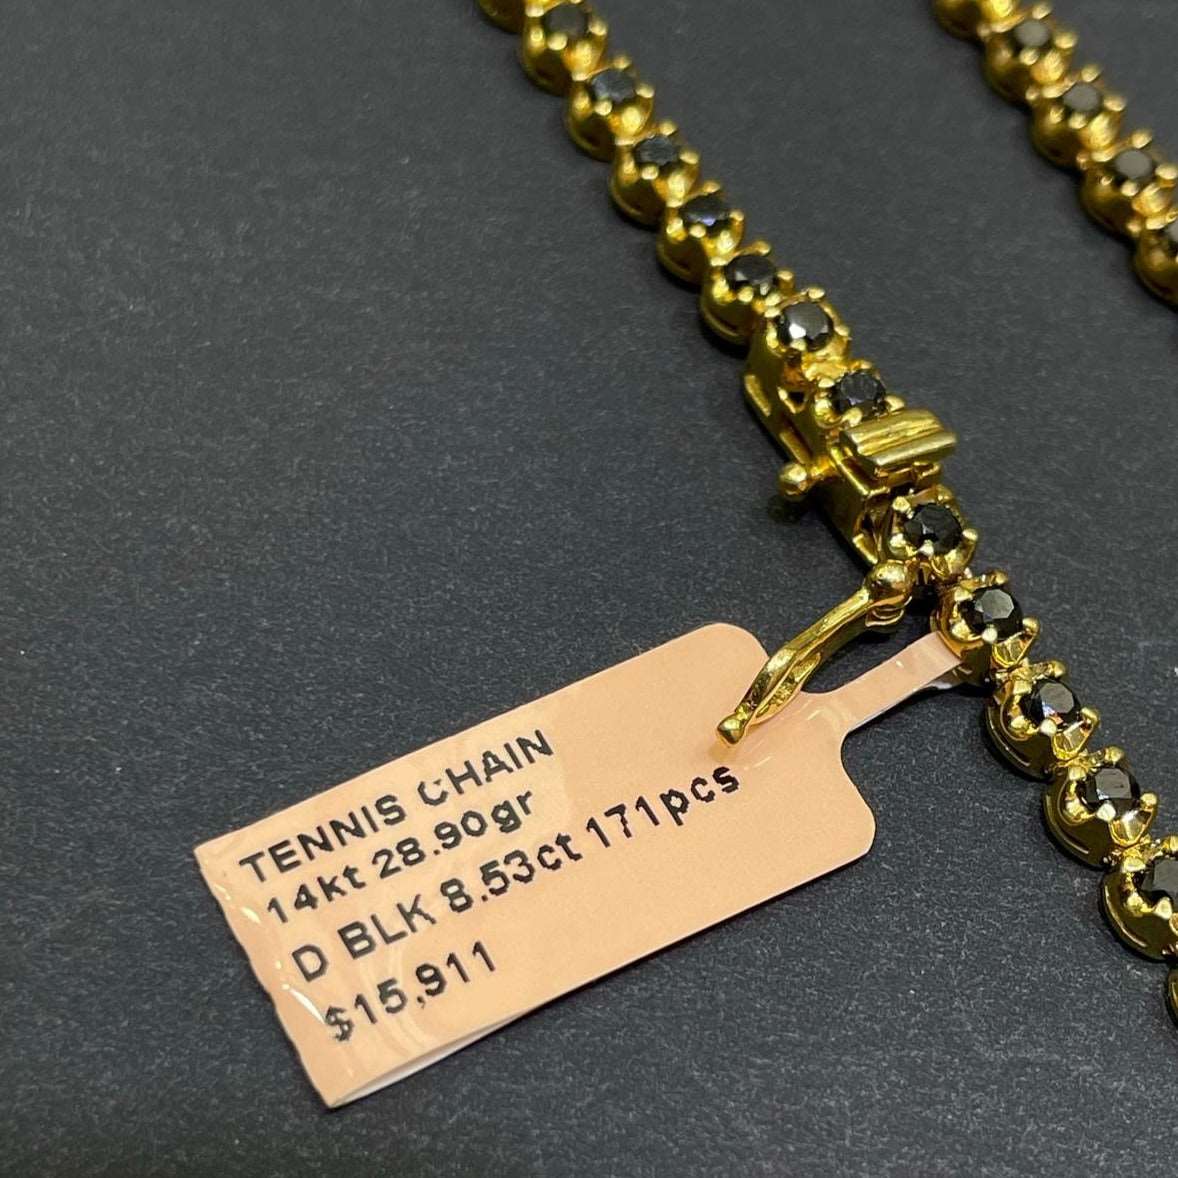 TENNIS CHAIN
14kt 28.90gr
D BLK 8.53ct 171pcs
$15,911